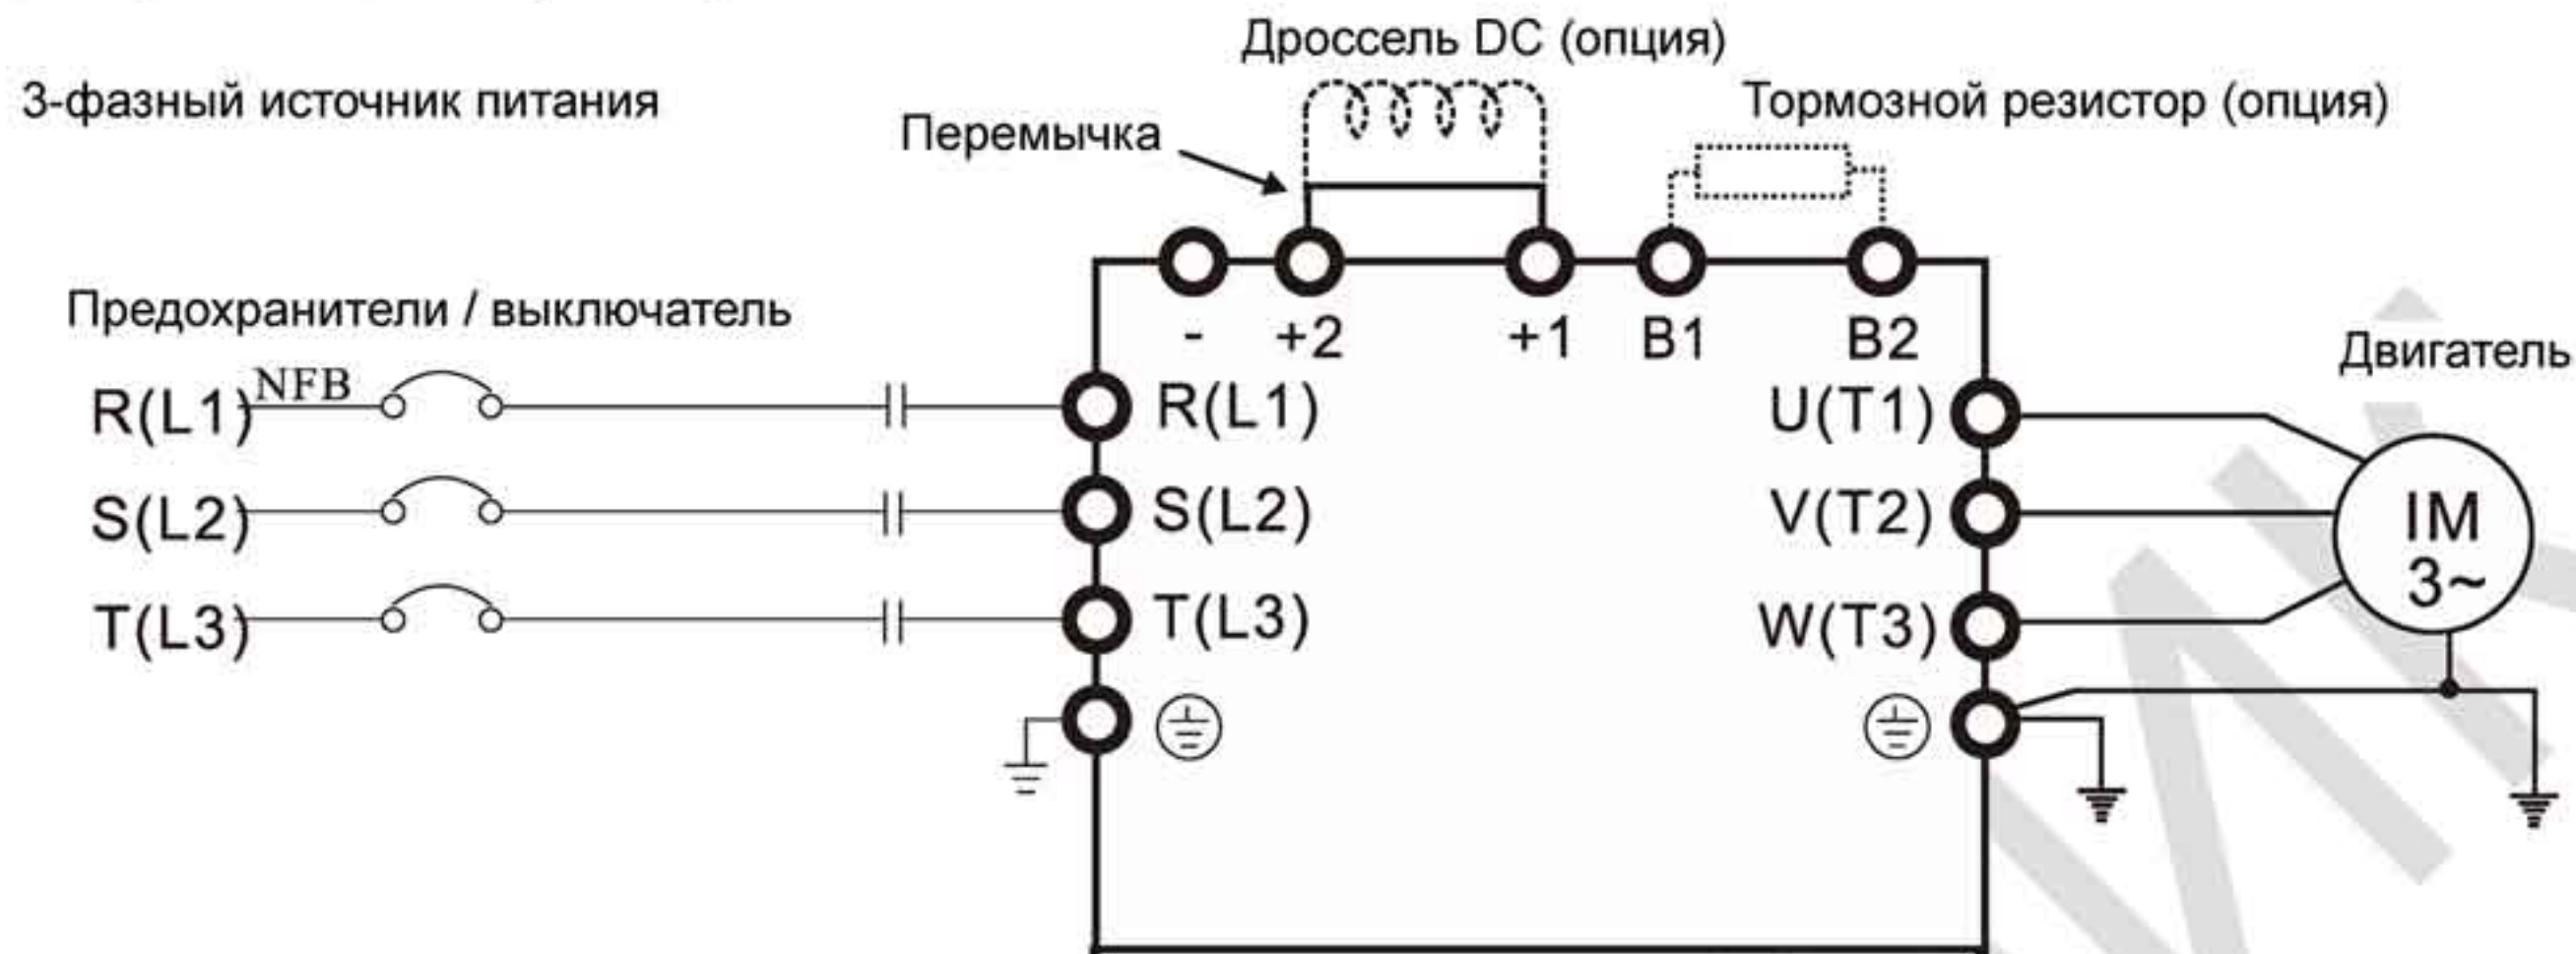 Дроссель DC (опция)
3-фазный источник питания
Тормозной резистор (опция)
Перемычка
Предохранители / выключатель
- +2 +1 B1 B2
Двигатель
R(L1) NFB R(L1) U(T1)
S(L2) S(L2) V(T2) IM
T(L3) T(L3) W(T3) 3~